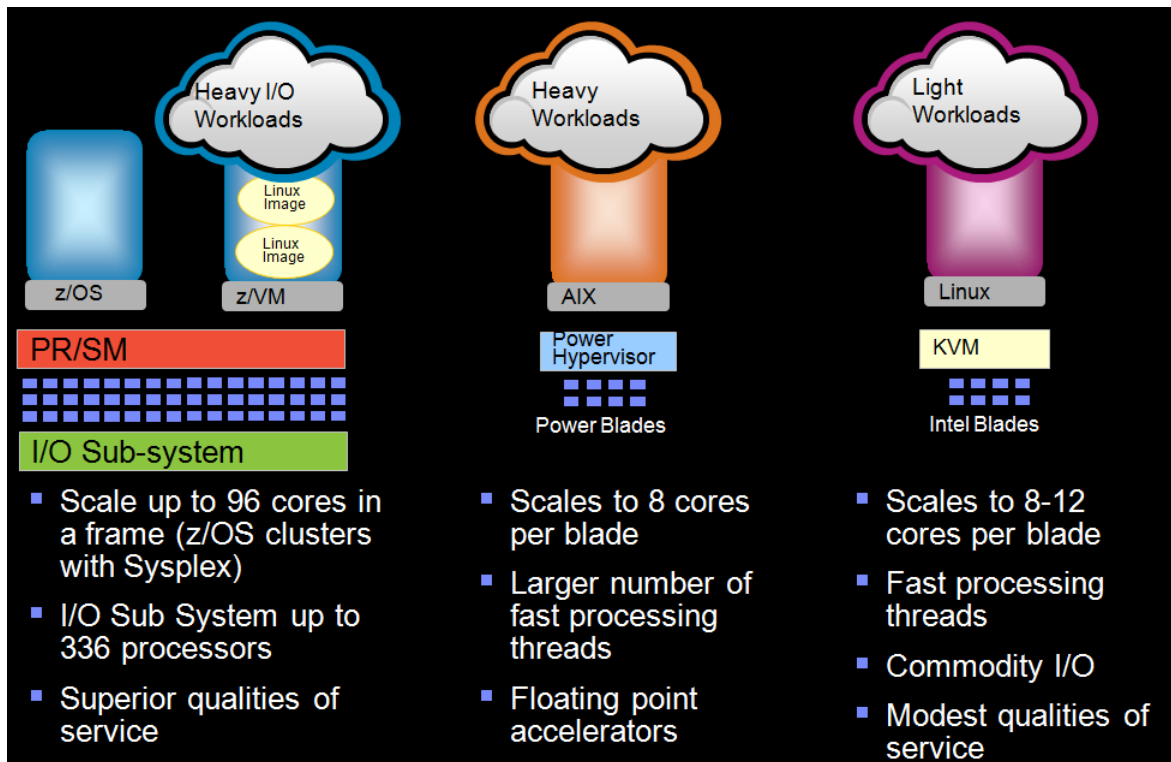 Heavy I/O
Workloads
Linux
Image
Linux
Image
z/OS
z/VM
PR/SM
I/O Sub-system
▪ Scale up to 96 cores in
a frame (z/OS clusters
with Sysplex)
▪ I/O Sub System up to
336 processors
▪ Superior qualities of
service
Heavy
Workloads
AIX
Power
Hypervisor
Power Blades
▪ Scales to 8 cores
per blade
▪ Larger number of
fast processing
threads
▪ Floating point
accelerators
Light
Workloads
Linux
KVM
Intel Blades
▪ Scales to 8-12
cores per blade
▪ Fast processing
threads
▪ Commodity I/O
▪ Modest qualities of
service